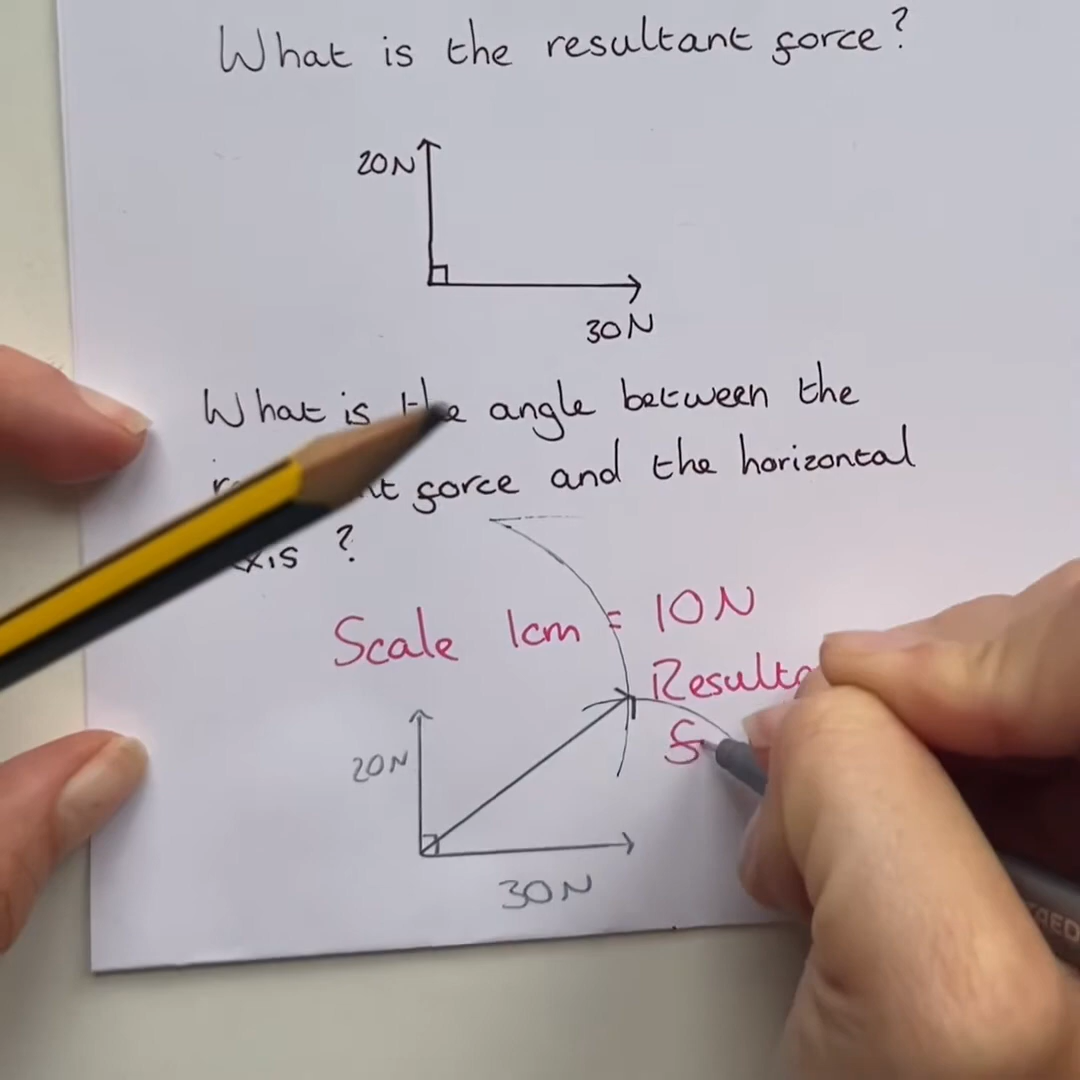 What is the resultant force?
20N
30N
What is the angle between the
force and the horizontal
?
Scale 1cm = 10N
20N
30N